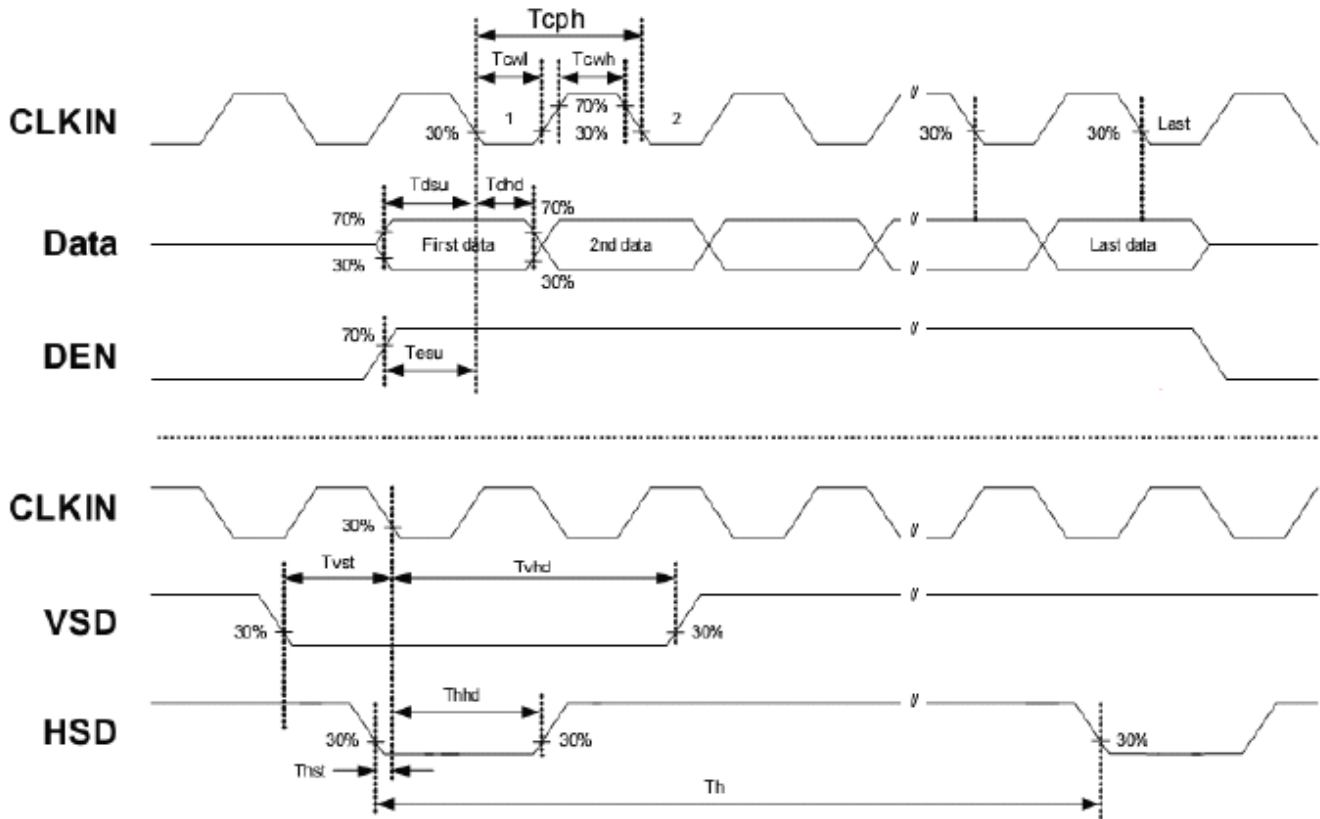 Tcph
Tcwl Tcwh
CLKIN 30% 1 70% 30% 2 // 30% 30% Last
Tdsu Tdhd
70% 70%
Data First data 2nd data // Last data
30% 30%
70% //
DEN Tesu
CLKIN 30% //
Tvst Tvhd
VSD 30% 30% //
Thhd //
HSD 30% 30% 30%
Thst
Th